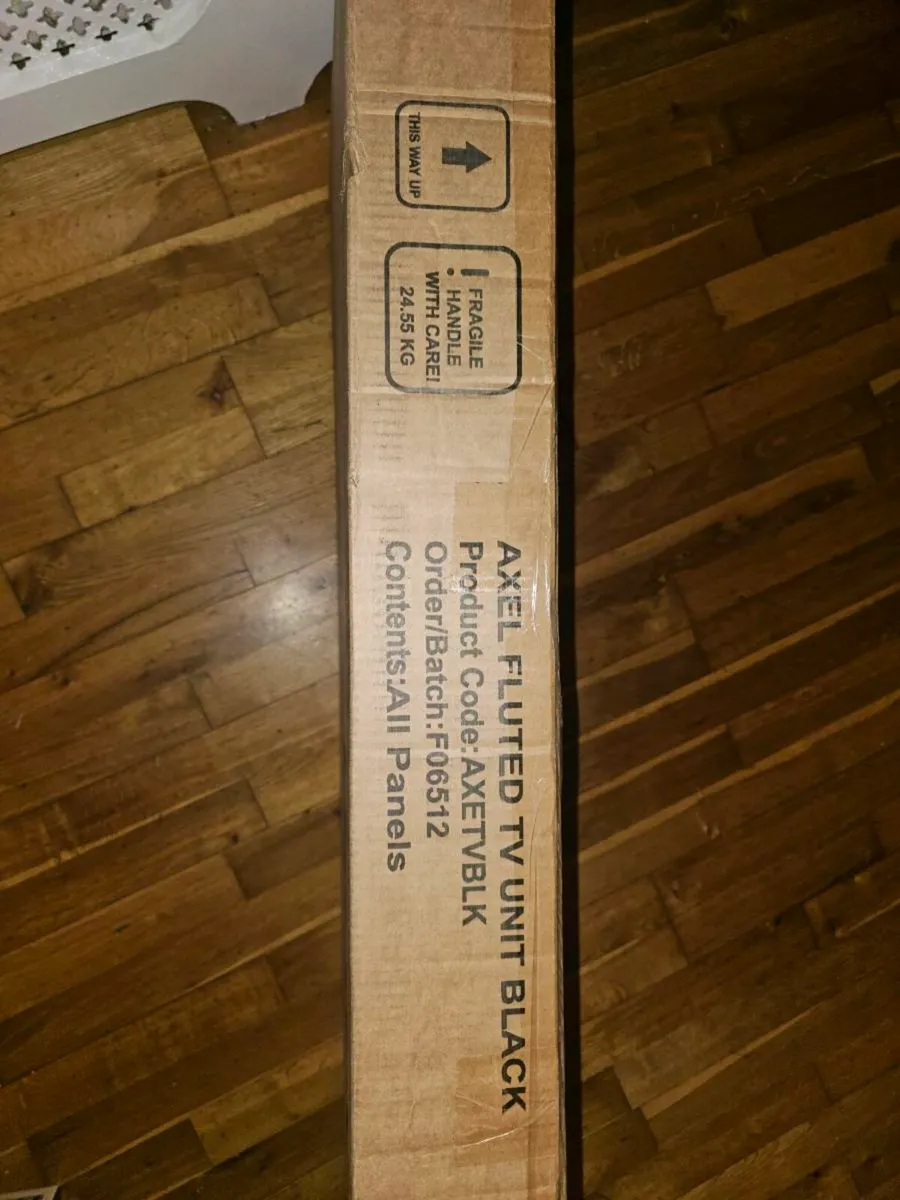 THIS WAY UP
! FRAGILE
HANDLE
WITH CARE!
24.55 KG
AXEL FLUTED TV UNIT BLACK
Product Code:AXETVBLK
Order/Batch:F06512
Contents:All Panels